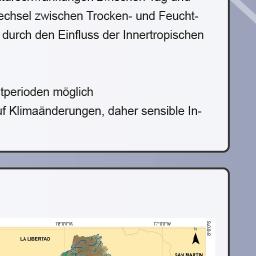 echsel zwischen Trocken- und Feucht-
durch den Einfluss der Innertropischen
tperioden möglich
uf Klimaänderungen, daher sensible In-
LA LIBERTAD
SAN MARTIN